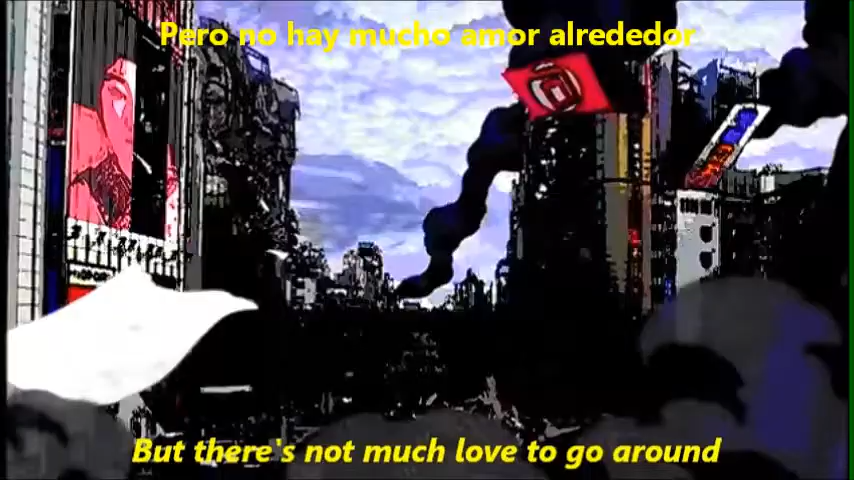 Pero no hay mucho amor alrededor
But there's not much love to go around